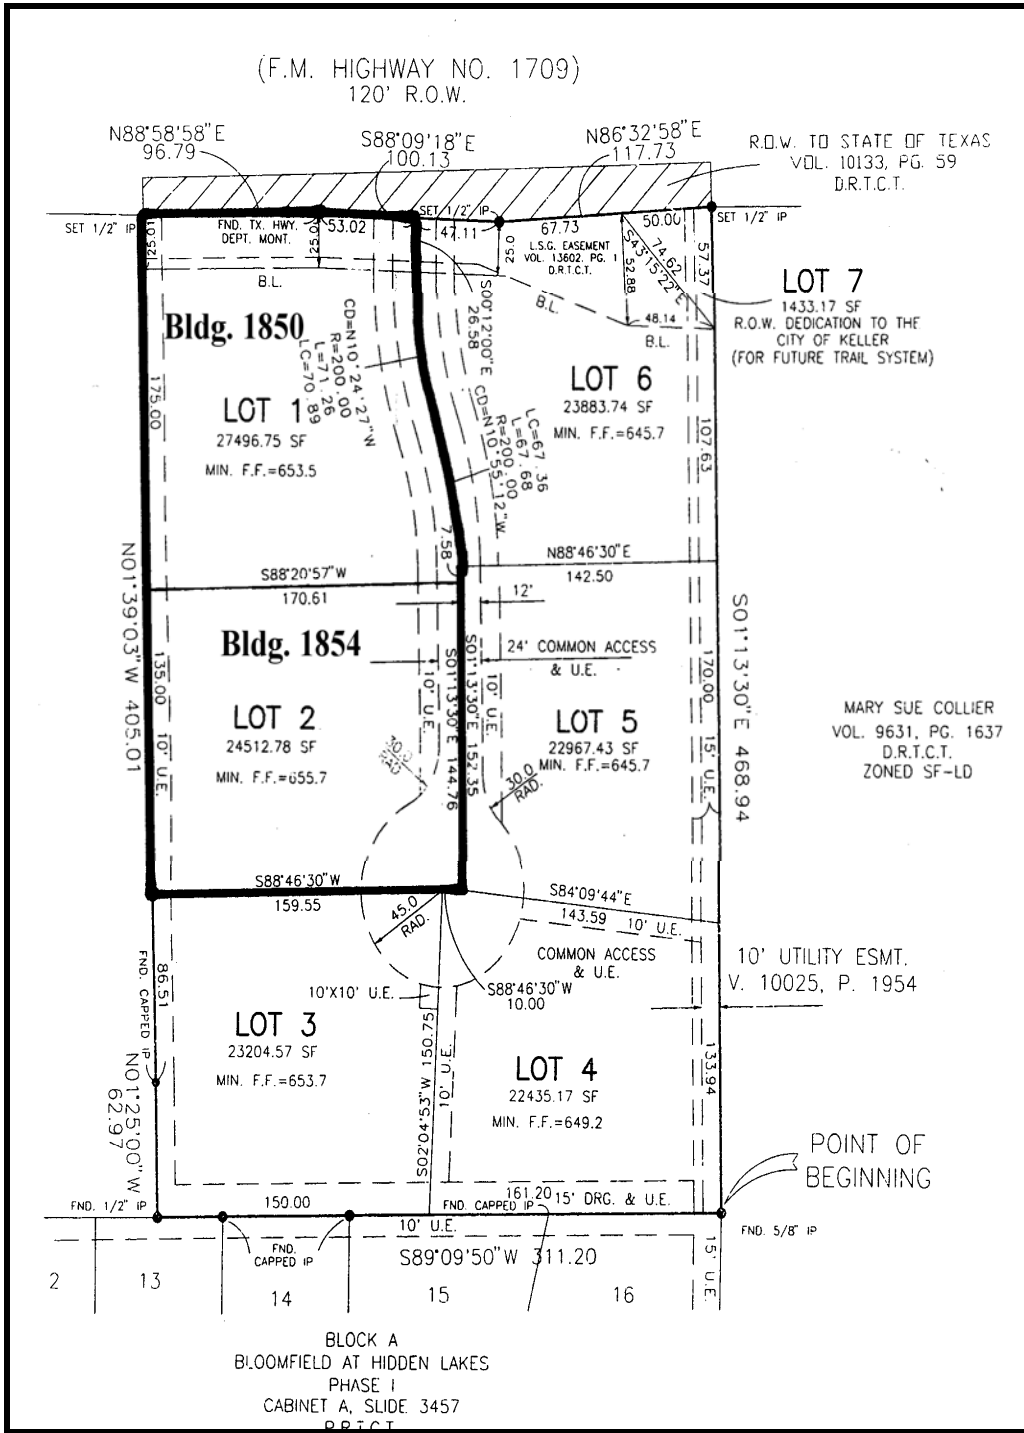 (F.M. HIGHWAY NO. 1709)
120' R.O.W.
N88°58'58"E
96.79
S88°09'18"E
100.13
N86°32'58"E
117.73
R.O.W. TO STATE OF TEXAS
VOL. 10133, PG. 59
D.R.T.C.T.
SET 1/2" IP
FND. TX. HWY.
DEPT. MONT.
53.02
SET 1/2" IP
47.11
67.73
50.00
SET 1/2" IP
25.01
25.0
25.0
L.S.G. EASEMENT
VOL. 13602, PG. 1
D.R.T.C.T.
52.88
74.62
S43°15'22"E
57.37
B.L.
B.L.
48.14
B.L.
LOT 7
1433.17 SF
R.O.W. DEDICATION TO THE
CITY OF KELLER
(FOR FUTURE TRAIL SYSTEM)
Bldg. 1850
CD=N10°24'27"W
R=200.00
L=71.26
LC=70.89
S00°12'00"E
26.58
LC=67.36
L=67.68
R=200.00
CD=N10°55'12"W
175.00
LOT 1
27496.75 SF
MIN. F.F.=653.5
LOT 6
23883.74 SF
MIN. F.F.=645.7
107.63
7.58
N88°46'30"E
142.50
S88°20'57"W
170.61
12'
N01°39'03"W 405.01
S01°13'30"E 468.94
Bldg. 1854
24' COMMON ACCESS
& U.E.
135.00
10' U.E.
10' U.E.
S01°13'30"E 144.76
S01°13'30"E 152.35
10' U.E.
170.00
15' U.E.
LOT 2
24512.78 SF
MIN. F.F.=655.7
LOT 5
22967.43 SF
MIN. F.F.=645.7
RAD.
30.0
RAD.
MARY SUE COLLIER
VOL. 9631, PG. 1637
D.R.T.C.T.
ZONED SF-LD
S88°46'30"W
159.55
45.0
RAD.
S84°09'44"E
143.59
10' U.E.
COMMON ACCESS
& U.E.
10' UTILITY ESMT.
V. 10025, P. 1954
FND. CAPPED IP
86.51
10'X10' U.E.
S88°46'30"W
10.00
LOT 3
23204.57 SF
MIN. F.F.=653.7
S02°04'53"W 150.75
10' U.E.
LOT 4
22435.17 SF
MIN. F.F.=649.2
133.94
N01°25'00"W
62.97
POINT OF
BEGINNING
FND. 1/2" IP
150.00
161.20
15' DRG. & U.E.
FND. CAPPED IP
10' U.E.
FND. 5/8" IP
FND.
CAPPED IP
S89°09'50"W 311.20
15' U.E.
2
13
14
15
16
BLOCK A
BLOOMFIELD AT HIDDEN LAKES
PHASE I
CABINET A, SLIDE 3457
P.R.T.C.T.